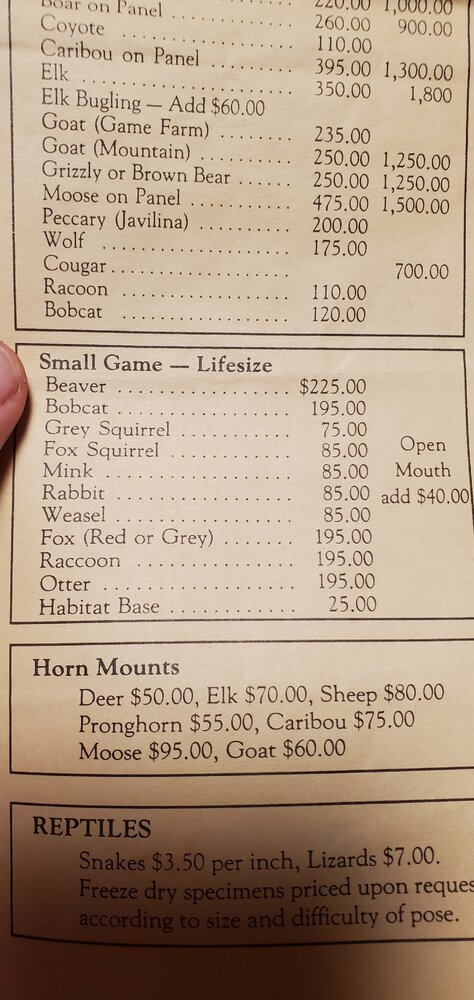 220.00 1,000.00
Boar on Panel 260.00 900.00
Coyote ................ 110.00
Caribou on Panel ........ 395.00 1,300.00
Elk ..................... 350.00 1,800
Elk Bugling — Add $60.00
Goat (Game Farm) ........ 235.00
Goat (Mountain) .......... 250.00 1,250.00
Grizzly or Brown Bear ...... 250.00 1,250.00
Moose on Panel .......... 475.00 1,500.00
Peccary (Javilina) ......... 200.00
Wolf .................... 175.00
Cougar.................... 700.00
Racoon .................. 110.00
Bobcat .................. 120.00
Small Game — Lifesize
Beaver .................. $225.00
Bobcat .................. 195.00
Grey Squirrel ............. 75.00
Fox Squirrel .............. 85.00 Open
Mink .................... 85.00 Mouth
Rabbit ................... 85.00 add $40.00
Weasel ................... 85.00
Fox (Red or Grey) ....... 195.00
Raccoon ................. 195.00
Otter .................... 195.00
Habitat Base ............ 25.00
Horn Mounts
Deer $50.00, Elk $70.00, Sheep $80.00
Pronghorn $55.00, Caribou $75.00
Moose $95.00, Goat $60.00
REPTILES
Snakes $3.50 per inch, Lizards $7.00.
Freeze dry specimens priced upon reques
according to size and difficulty of pose.